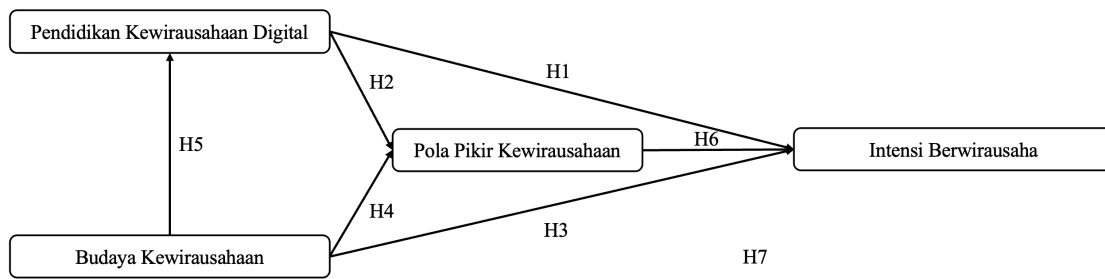 Pendidikan Kewirausahaan Digital
H1
H2
Pola Pikir Kewirausahaan
H6
Intensi Berwirausaha
H5
H4
H3
Budaya Kewirausahaan
H7